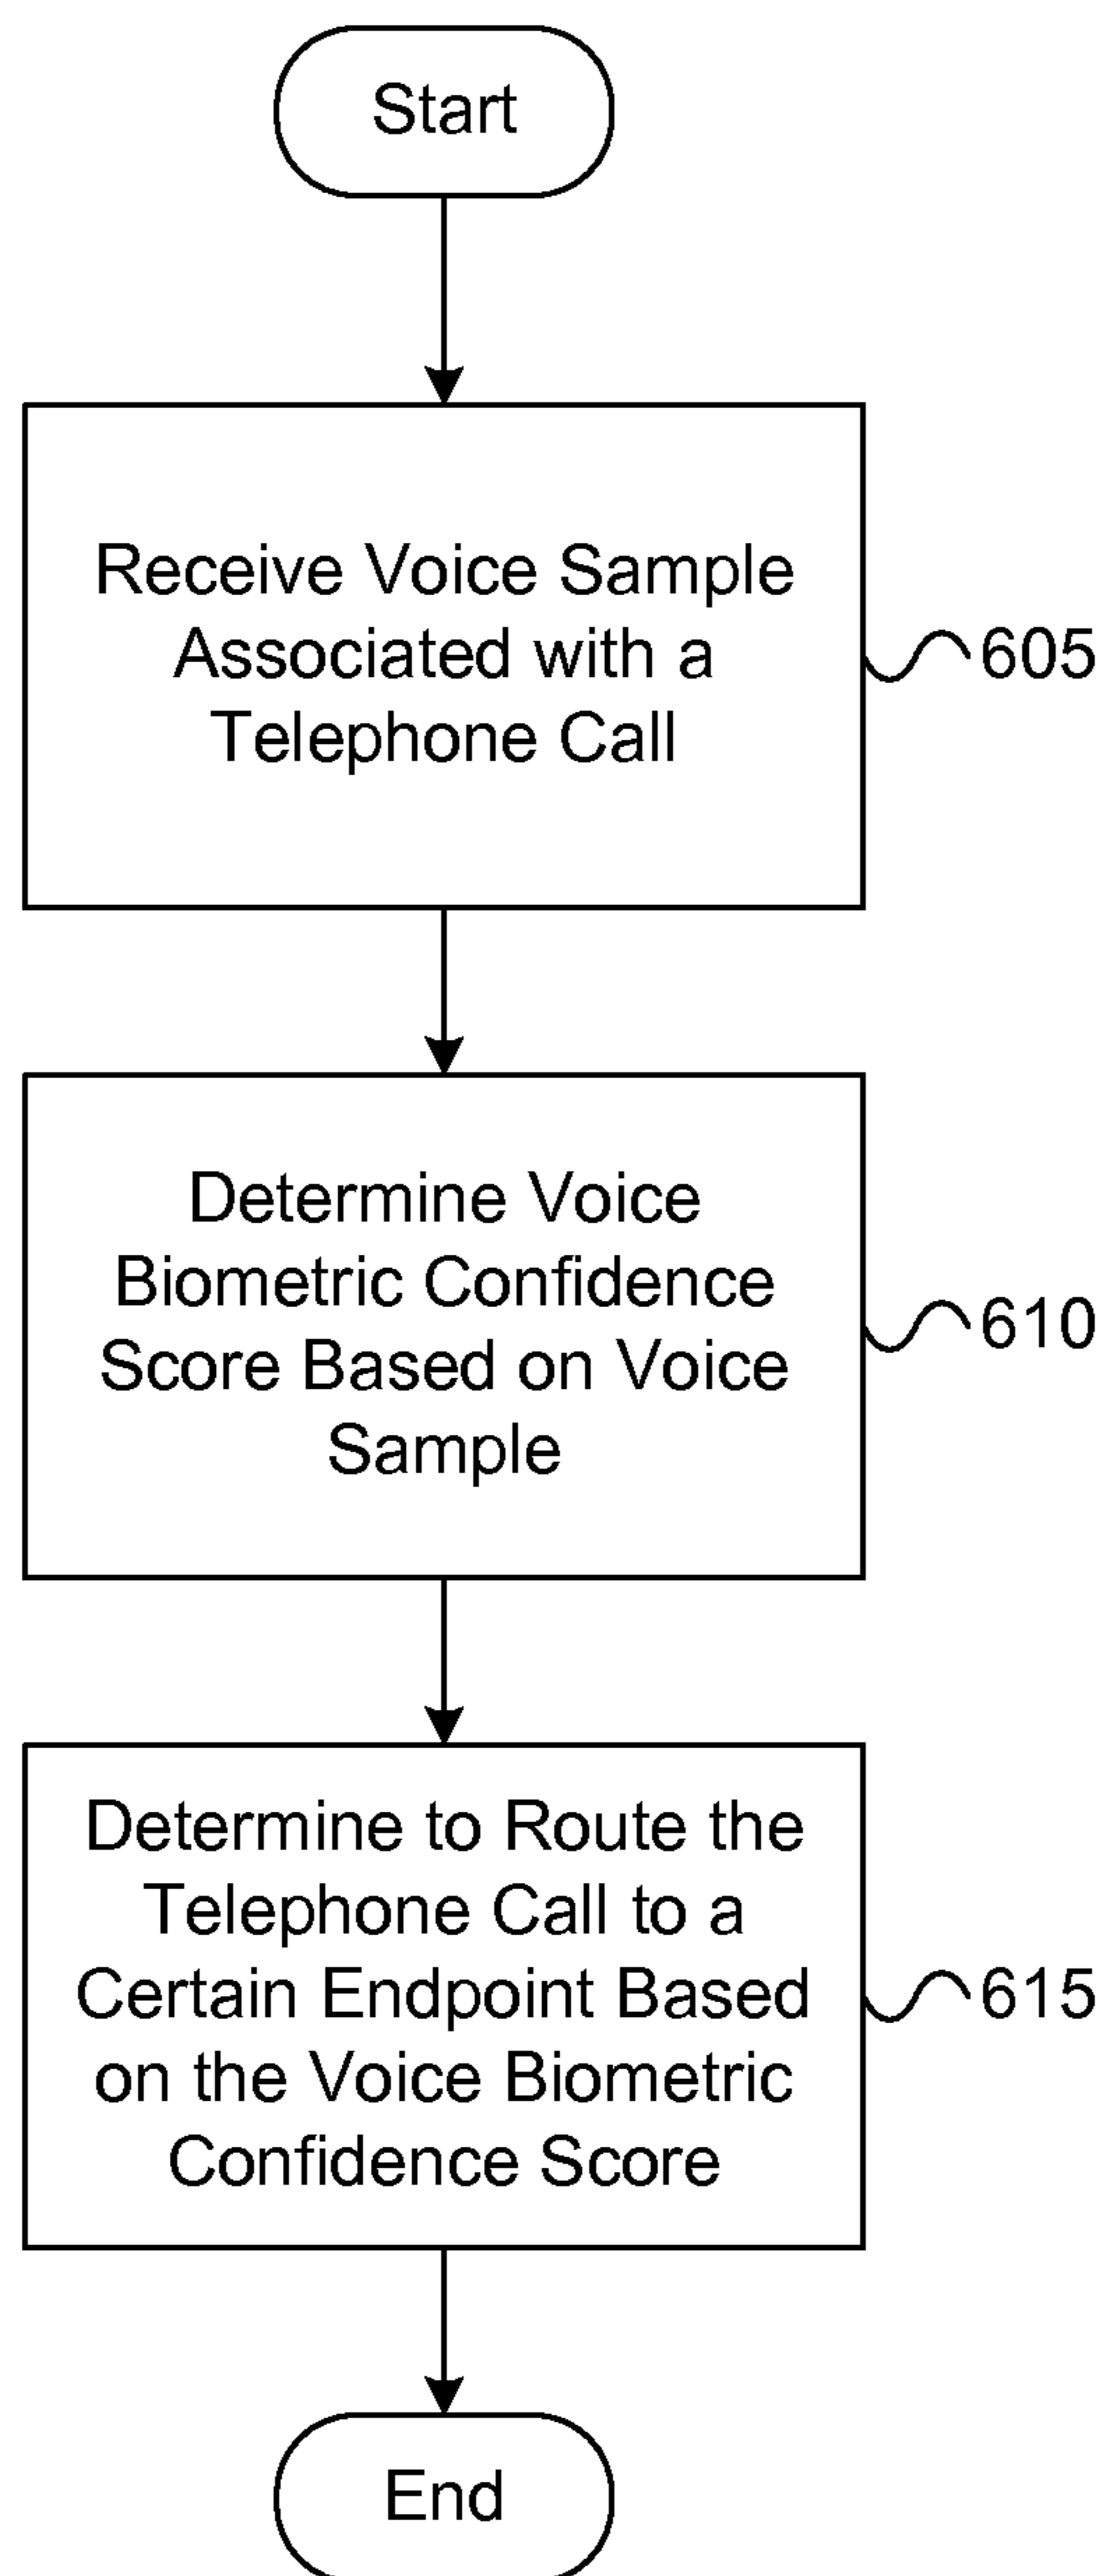 Start
Receive Voice Sample
Associated with a
Telephone Call
605
Determine Voice
Biometric Confidence
Score Based on Voice
Sample
610
Determine to Route the
Telephone Call to a
Certain Endpoint Based
on the Voice Biometric
Confidence Score
615
End